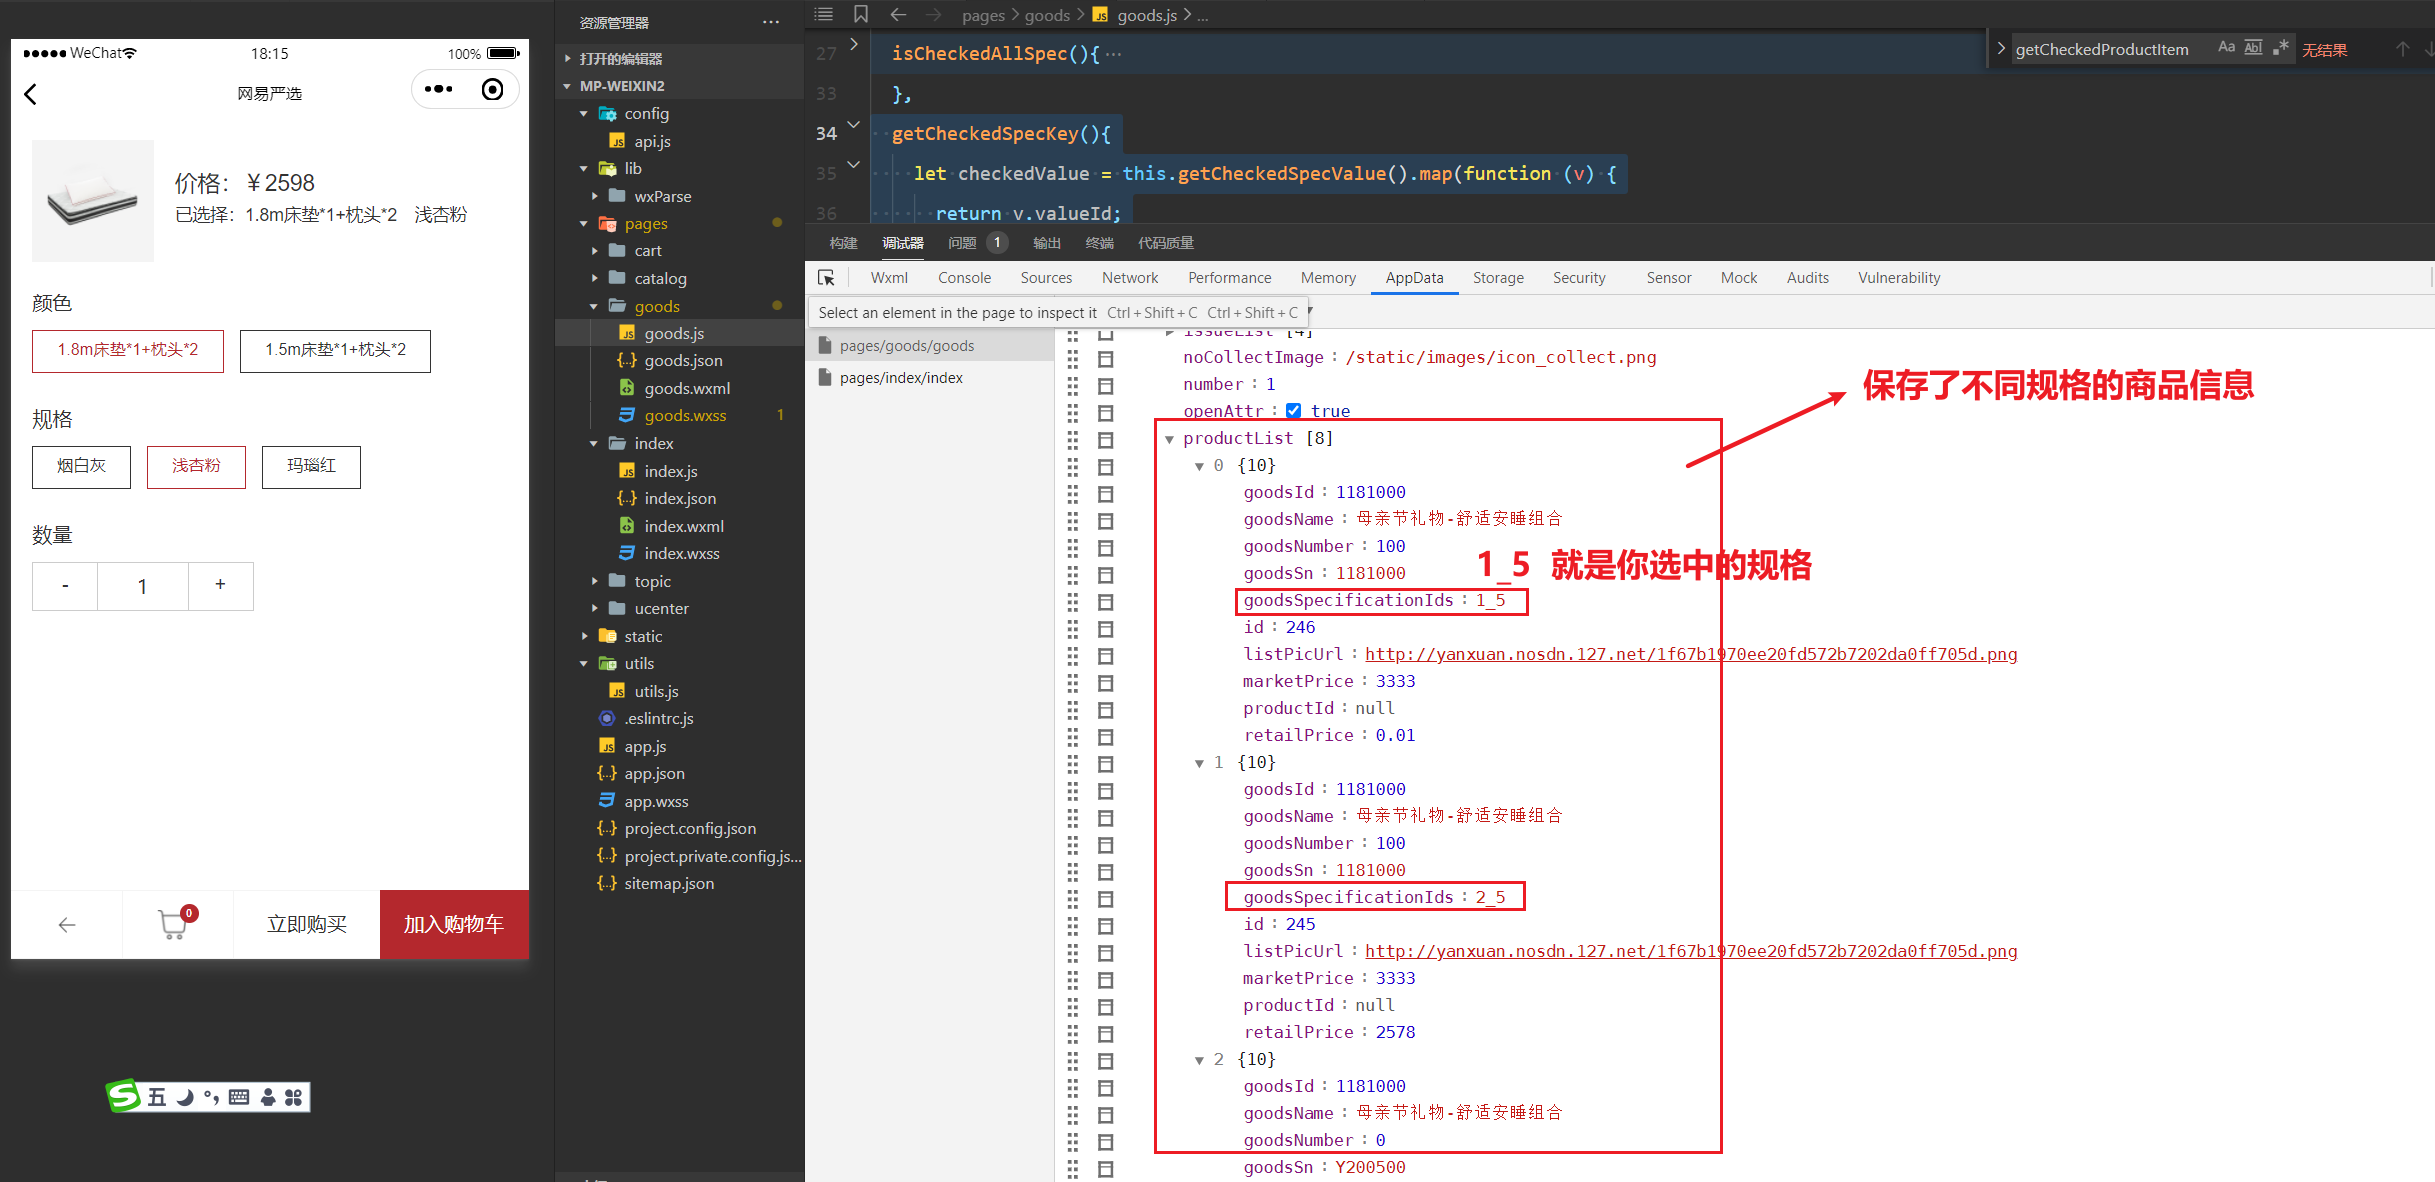 WeChat
18:15
100%
网易严选
价格：￥2598
已选择：1.8m床垫*1+枕头*2 浅杏粉
颜色
1.8m床垫*1+枕头*2
1.5m床垫*1+枕头*2
规格
烟白灰
浅杏粉
玛瑙红
数量
-
1
+
0
立即购买
加入购物车
五
资源管理器
打开的编辑器
MP-WEIXIN2
config
api.js
lib
wxParse
pages
cart
catalog
goods
goods.js
goods.json
goods.wxml
goods.wxss 1
index
index.js
index.json
index.wxml
index.wxss
topic
ucenter
static
utils
utils.js
.eslintrc.js
app.js
app.json
app.wxss
project.config.json
project.private.config.js...
sitemap.json
pages > goods > goods.js > ...
27 isCheckedAllSpec(){ ...
33 },
34 getCheckedSpecKey(){
35 let checkedValue = this.getCheckedSpecValue().map(function (v) {
36 return v.valueId;
getCheckedProductItem
Aa
Abl
无结果
构建 调试器 问题 1 输出 终端 代码质量
Wxml Console Sources Network Performance Memory AppData Storage Security Sensor Mock Audits Vulnerability
Select an element in the page to inspect it Ctrl + Shift + C Ctrl + Shift + C
pages/goods/goods
pages/index/index
issueList [4]
noCollectImage : /static/images/icon_collect.png
number : 1
openAttr : true
productList [8]
0 {10}
goodsId : 1181000
goodsName : 母亲节礼物-舒适安睡组合
goodsNumber : 100
goodsSn : 1181000
goodsSpecificationIds : 1_5
id : 246
listPicUrl : http://yanxuan.nosdn.127.net/1f67b1970ee20fd572b7202da0ff705d.png
marketPrice : 3333
productId : null
retailPrice : 0.01
1 {10}
goodsId : 1181000
goodsName : 母亲节礼物-舒适安睡组合
goodsNumber : 100
goodsSn : 1181000
goodsSpecificationIds : 2_5
id : 245
listPicUrl : http://yanxuan.nosdn.127.net/1f67b1970ee20fd572b7202da0ff705d.png
marketPrice : 3333
productId : null
retailPrice : 2578
2 {10}
goodsId : 1181000
goodsName : 母亲节礼物-舒适安睡组合
goodsNumber : 0
goodsSn : Y200500
保存了不同规格的商品信息
1_5 就是你选中的规格